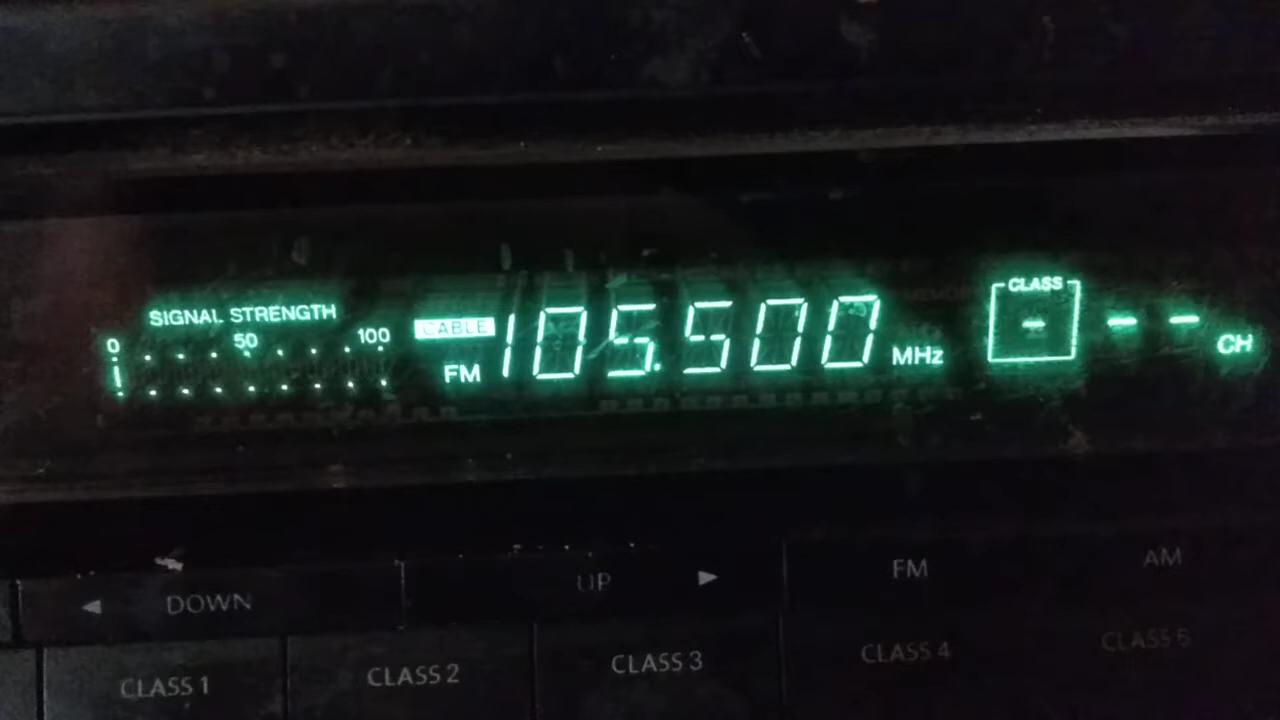 SIGNAL STRENGTH
0 50 100
CABLE
FM 105.500 MHz
CLASS
- - - CH
DOWN UP FM AM
CLASS 1 CLASS 2 CLASS 3 CLASS 4 CLASS 5